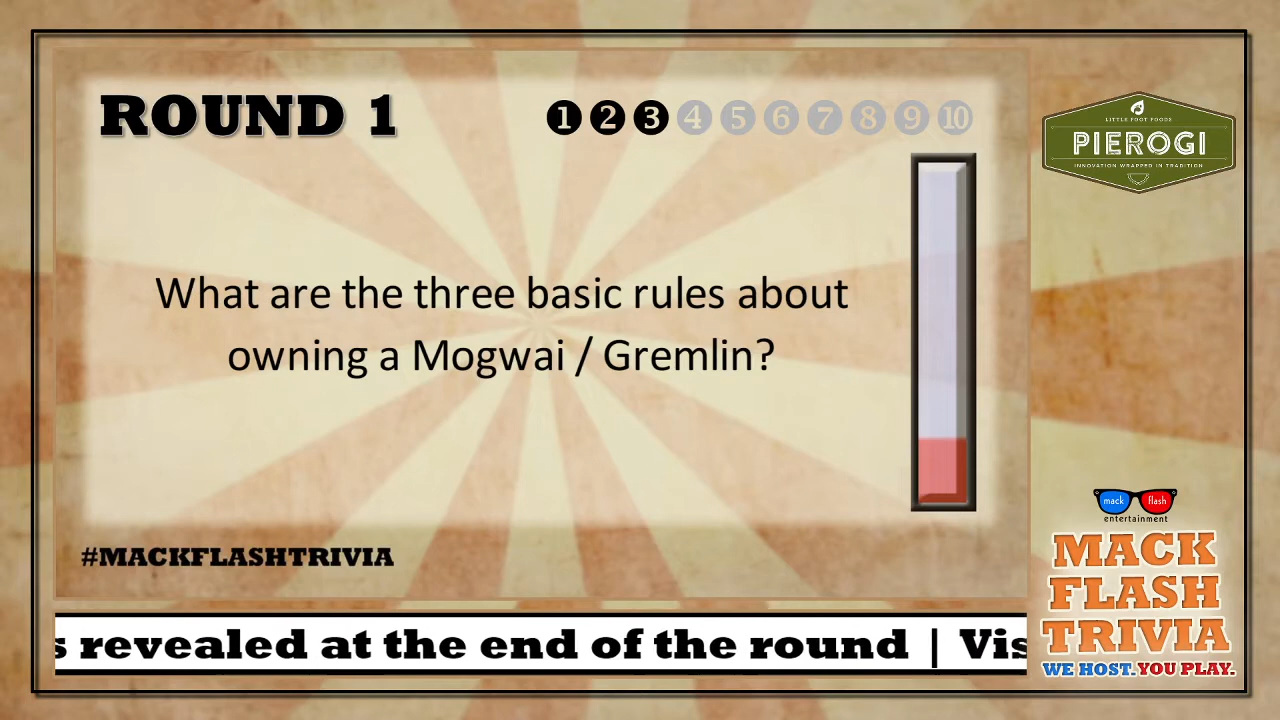 ROUND 1
1 2 3 4 5 6 7 8 9 10
What are the three basic rules about
owning a Mogwai / Gremlin?
#MACKFLASHTRIVIA
s revealed at the end of the round | Vis
LITTLE FOOT FOODS
PIEROGI
INNOVATION WRAPPED IN TRADITION
mack flash
entertainment
MACK
FLASH
TRIVIA
WE HOST. YOU PLAY.